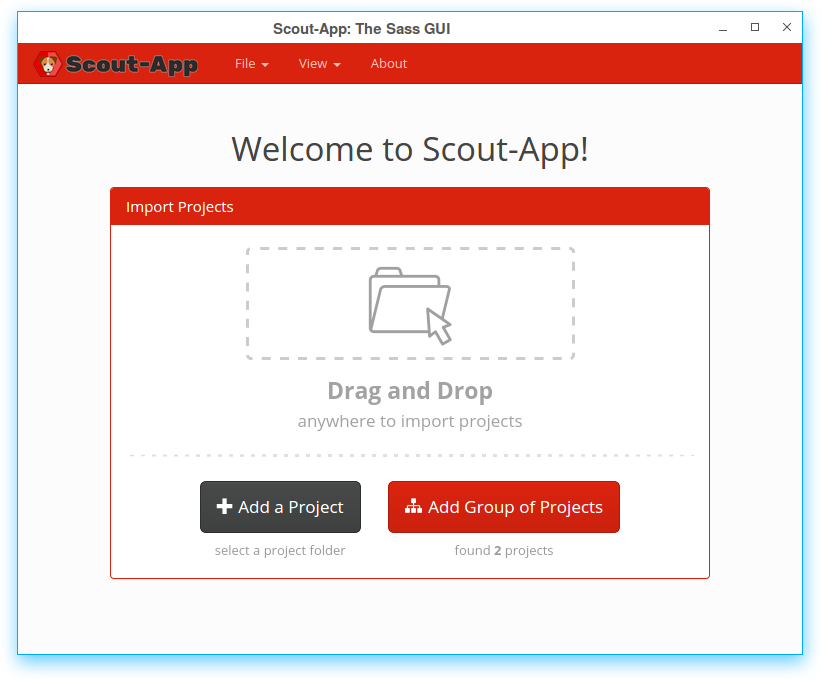 Scout-App: The Sass GUI
Scout-App File View About
Welcome to Scout-App!
Import Projects
Drag and Drop
anywhere to import projects
Add a Project Add Group of Projects
select a project folder found 2 projects